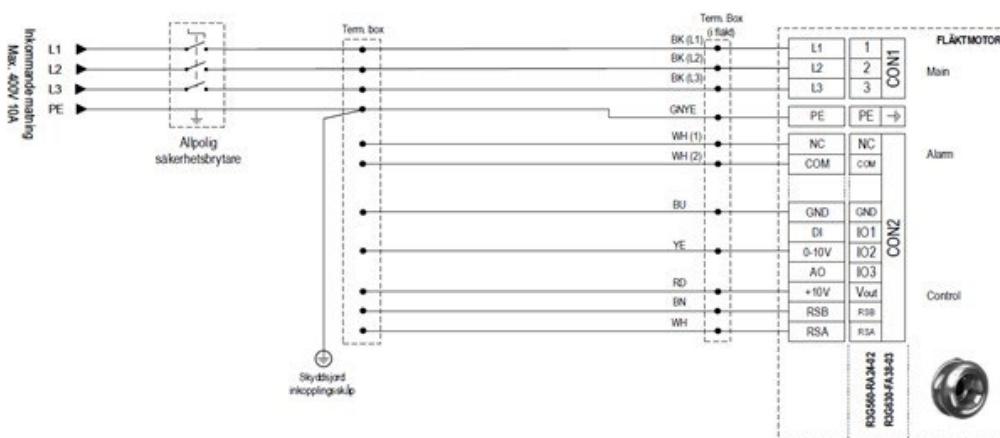 Inkommande matning
Max. 400V 10A
L1
L2
L3
PE
Allpolig
säkerhetsbrytare
Term. box
Skyddsjord
inkopplingsskåp
Term. Box
(i fläkt)
BK (L1)
BK (L2)
BK (L3)
GNYE
WH (1)
WH (2)
BU
YE
RD
BN
WH
FLÄKTMOTOR
L1 1
L2 2
L3 3
CON1
Main
PE PE
NC NC
COM COM
Alarm
GND GND
DI IO1
0-10V IO2
AO IO3
+10V Vout
RSB RSB
RSA RSA
CON2
Control
R3G560-RA24-02
R3G630-FA38-03